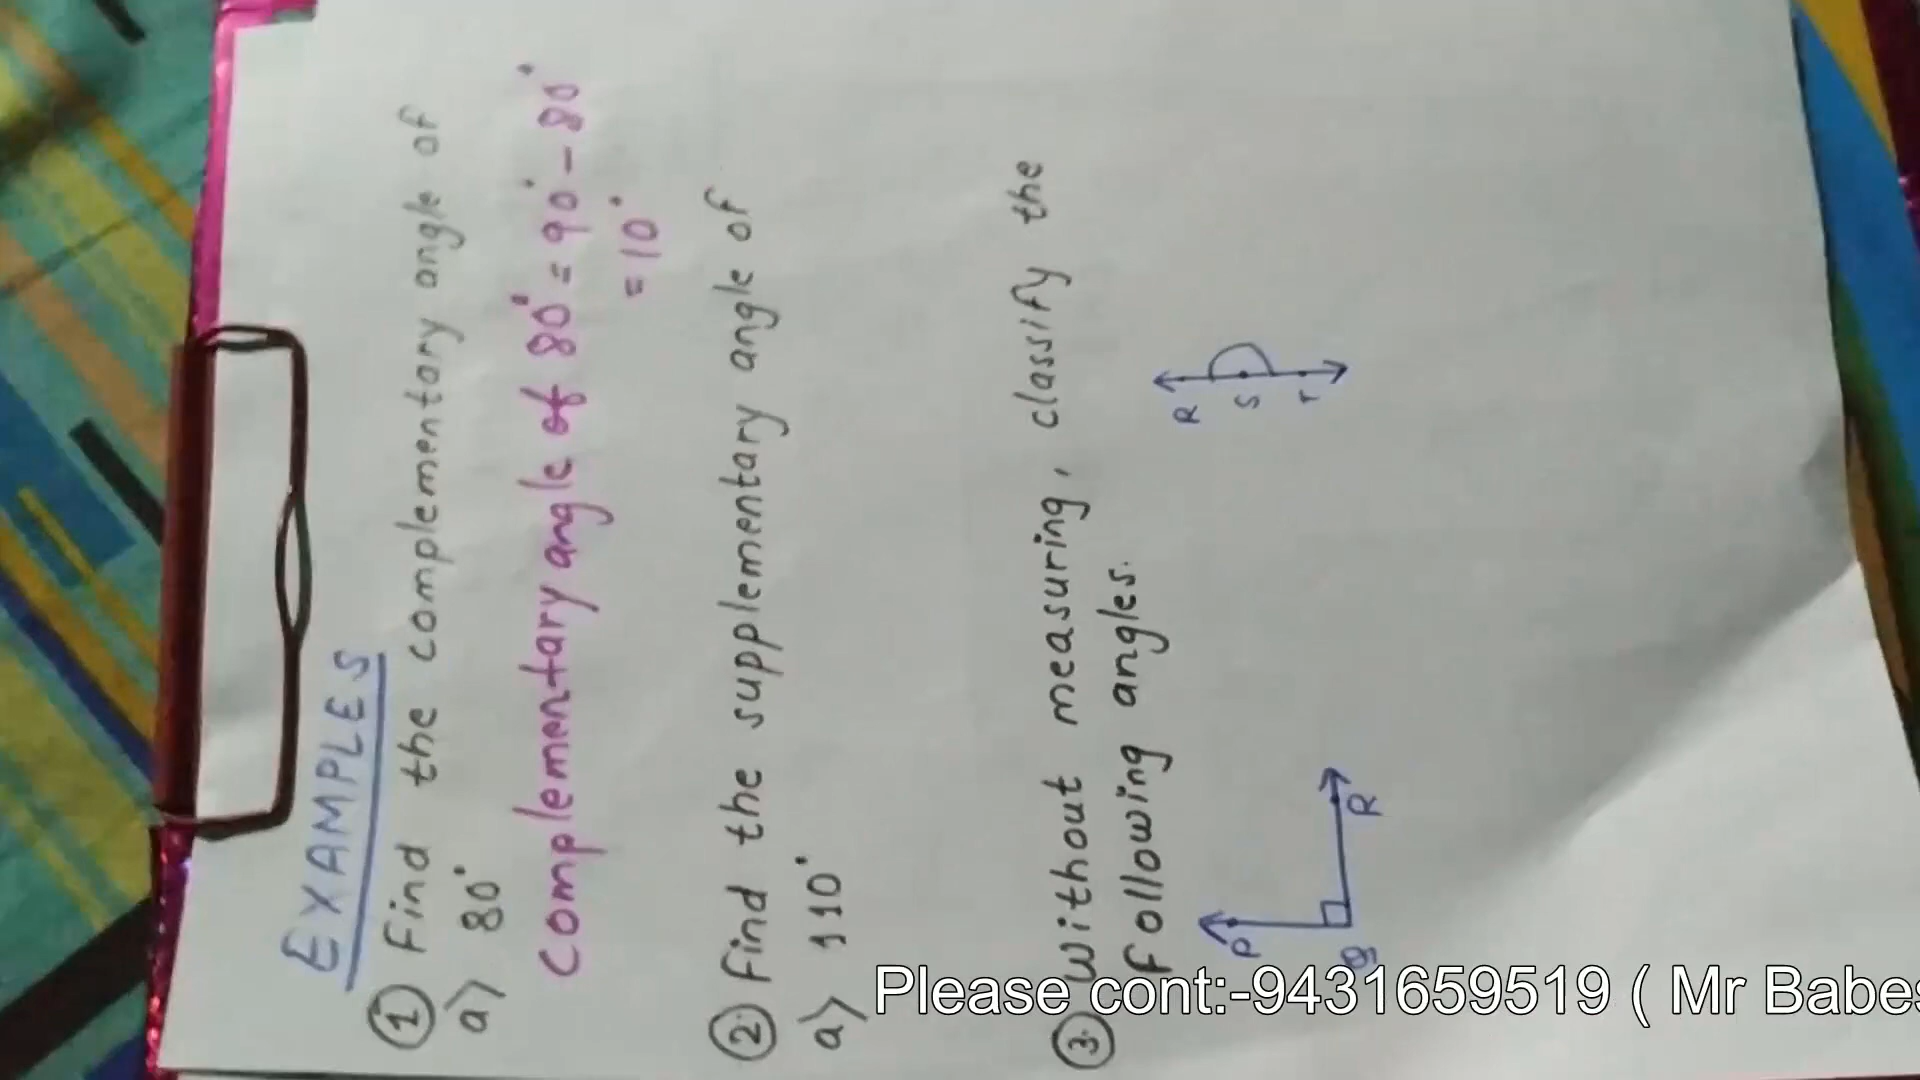 EXAMPLES
① Find the complementary angle of
a) 80°
Complementary angle of 80° = 90° - 80°
= 10°
② Find the supplementary angle of
a) 110°
③ Without measuring, classify the
following angles.
P
Q
R
R
S
T
Please cont:-9431659519 ( Mr Babes